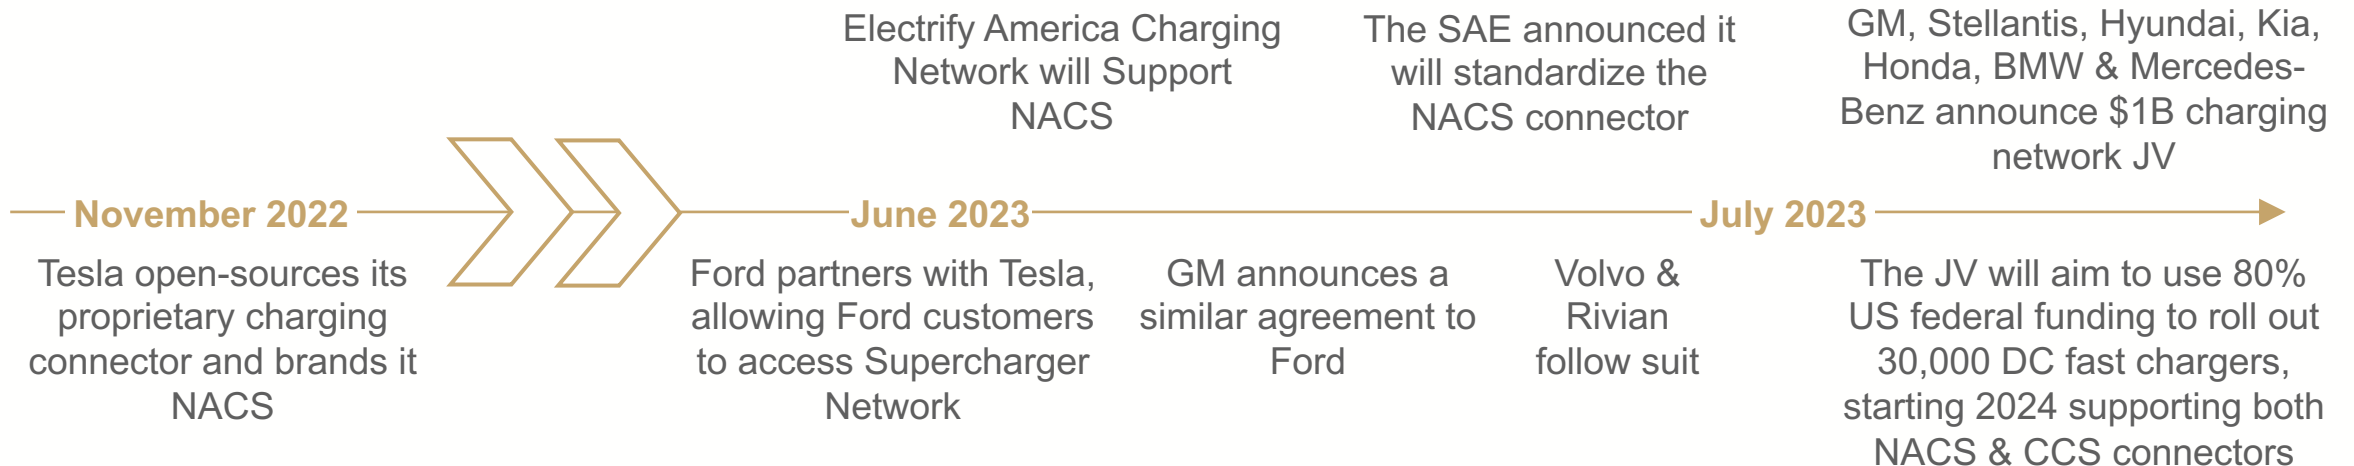 Electrify America Charging
Network will Support
NACS
The SAE announced it
will standardize the
NACS connector
GM, Stellantis, Hyundai, Kia,
Honda, BMW & Mercedes-
Benz announce $1B charging
network JV
November 2022
June 2023
July 2023
Tesla open-sources its
proprietary charging
connector and brands it
NACS
Ford partners with Tesla,
allowing Ford customers
to access Supercharger
Network
GM announces a
similar agreement to
Ford
Volvo &
Rivian
follow suit
The JV will aim to use 80%
US federal funding to roll out
30,000 DC fast chargers,
starting 2024 supporting both
NACS & CCS connectors